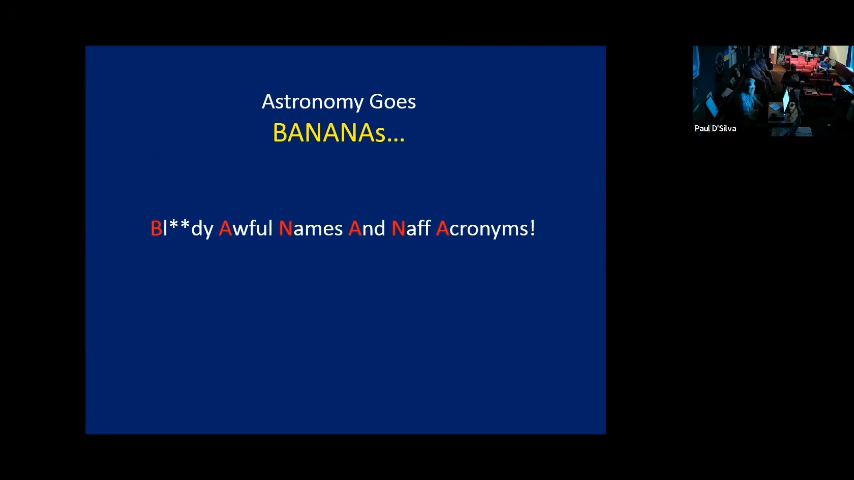 Astronomy Goes
BANANAs...
Bl**dy Awful Names And Naff Acronyms!
Paul D'Silva